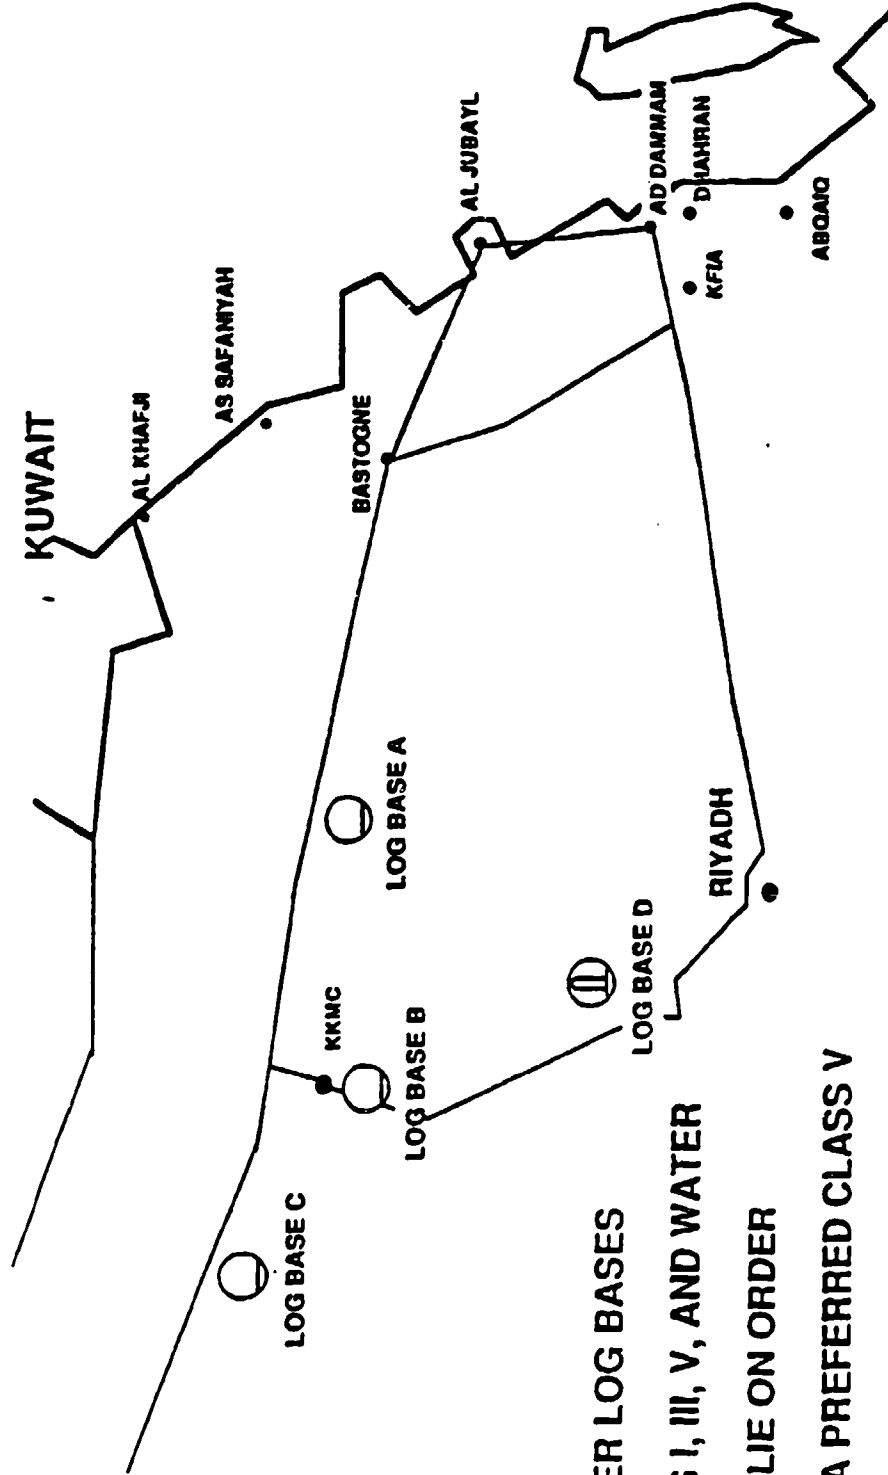 KUWAIT
AL KHAFJI
AS SAFANIYAH
AL JUBAYL
BASTOGNE
AD DAMMAM
DHAHRAN
KFIA
ABQAIQ
LOG BASE A
KKMC
LOG BASE B
LOG BASE C
LOG BASE D
RIYADH
ER LOG BASES
I, III, V, AND WATER
LIE ON ORDER
A PREFERRED CLASS V